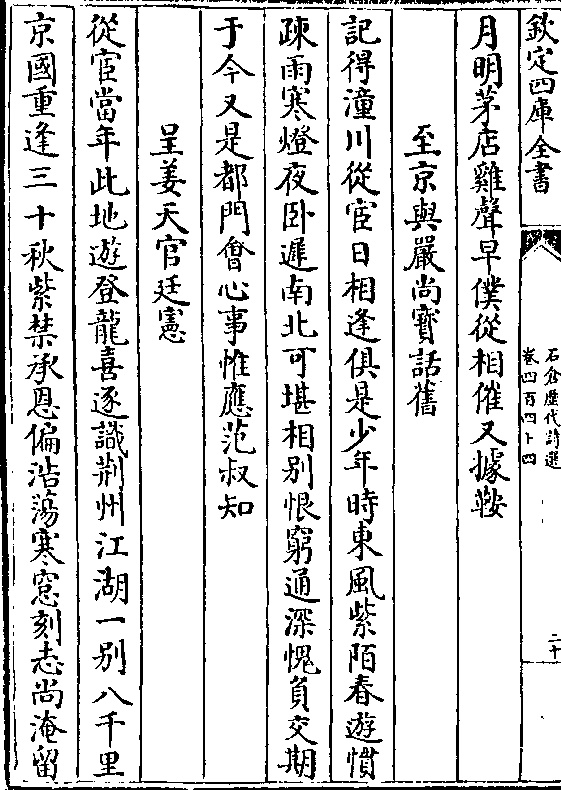 欽定四庫全書
石倉歷代詩選
卷四百四十四
二十
月明茅店雞聲早僕從相催又據鞍
至京與嚴尚寳話舊
記得潼川從宦日相逢俱是少年時東風紫陌春遊慣
疎雨寒燈夜卧遲南北可堪相别恨窮通深愧負交期
于今又是都門會心事惟應范叔知
呈姜天官廷憲
從宦當年此地遊登龍喜逐識荆州江湖一别八千里
京國重逢三十秋紫禁承恩偏浩蕩寒窓刻志尚淹留